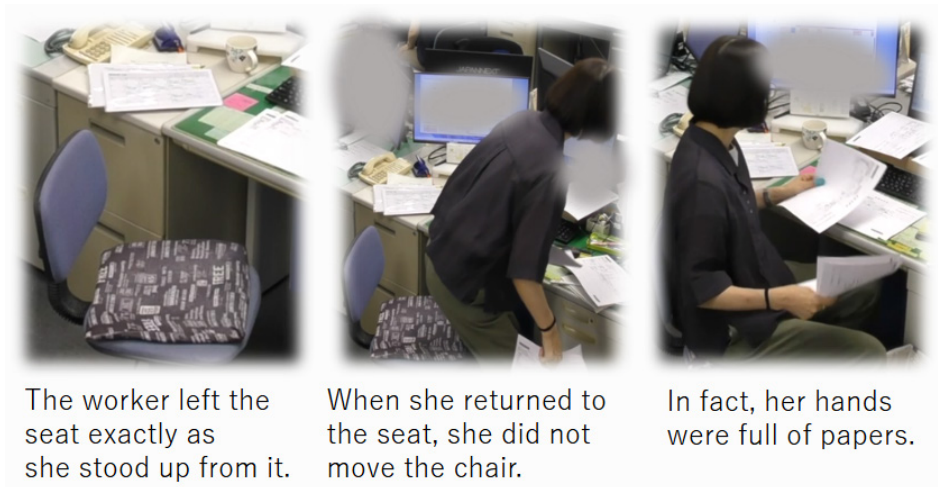 The worker left the
seat exactly as
she stood up from it.
When she returned to
the seat, she did not
move the chair.
In fact, her hands
were full of papers.